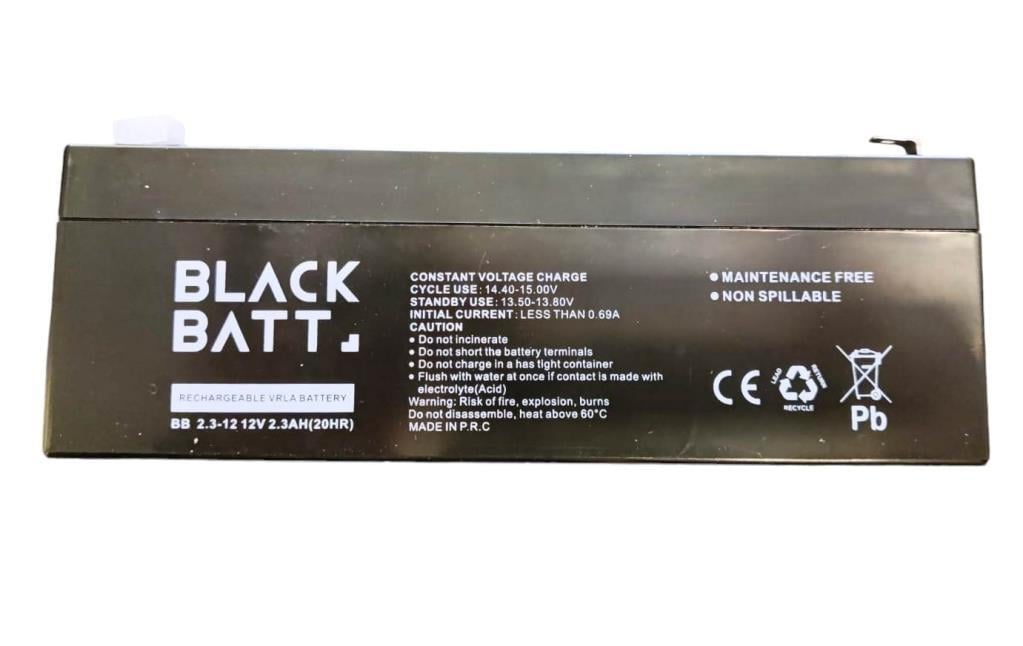 BLACK
BATT
RECHARGEABLE VRLA BATTERY
BB 2.3-12 12V 2.3AH(20HR)
CONSTANT VOLTAGE CHARGE
CYCLE USE : 14.40-15.00V
STANDBY USE : 13.50-13.80V
INITIAL CURRENT : LESS THAN 0.69A
CAUTION
● Do not incinerate
● Do not short the battery terminals
● Do not charge in a has tight container
● Flush with water at once if contact is made with
electrolyte(Acid)
Warning: Risk of fire, explosion, burns
Do not disassemble, heat above 60°C
MADE IN P.R.C
● MAINTENANCE FREE
● NON SPILLABLE
CE
LEAD
RETURN
RECYCLE
Pb